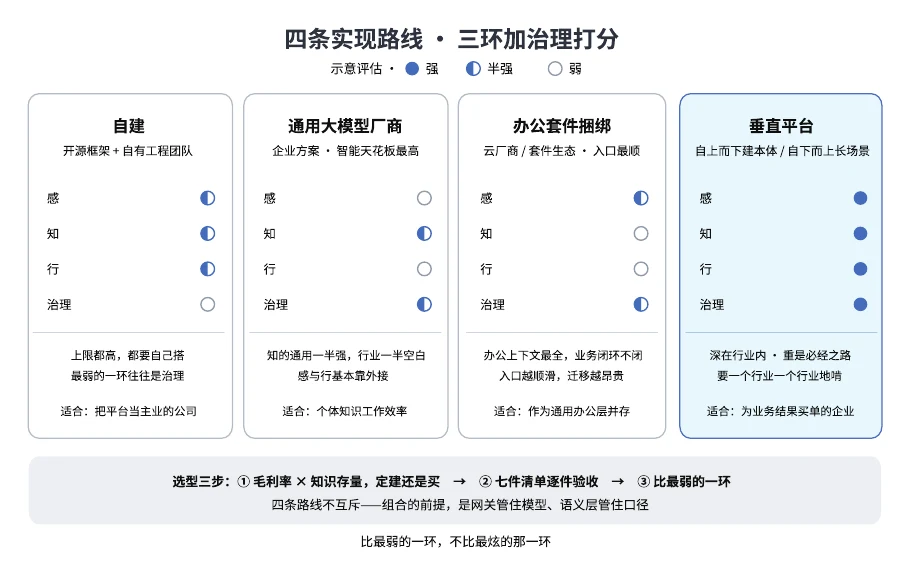 四条实现路线 · 三环加治理打分
示意评估 · 强 半强 弱
自建
开源框架 + 自有工程团队
感
知
行
治理
上限都高，都要自己搭
最弱的一环往往是治理
适合：把平台当主业的公司
通用大模型厂商
企业方案 · 智能天花板最高
感
知
行
治理
知的通用一半强，行业一半空白
感与行基本靠外接
适合：个体知识工作效率
办公套件捆绑
云厂商 / 套件生态 · 入口最顺
感
知
行
治理
办公上下文最全，业务闭环不闭
入口越顺滑，迁移越昂贵
适合：作为通用办公层并存
垂直平台
自上而下建本体 / 自下而上长场景
感
知
行
治理
深在行业内 · 重是必经之路
要一个行业一个行业地啃
适合：为业务结果买单的企业
选型三步：① 毛利率 × 知识存量，定建还是买 → ② 七件清单逐件验收 → ③ 比最弱的一环
四条路线不互斥——组合的前提，是网关管住模型、语义层管住口径
比最弱的一环，不比最炫的那一环